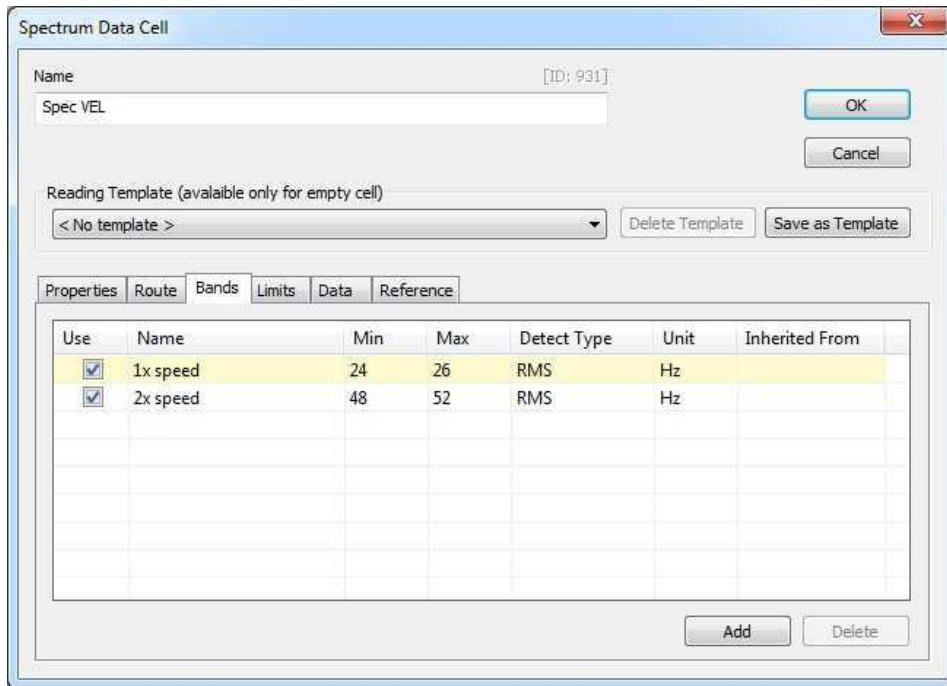 Spectrum Data Cell
Name [ID: 931]
Spec VEL
OK
Cancel
Reading Template (avalaible only for empty cell)
< No template > Delete Template Save as Template
Properties Route Bands Limits Data Reference
Use Name Min Max Detect Type Unit Inherited From
1x speed 24 26 RMS Hz
2x speed 48 52 RMS Hz
Add Delete